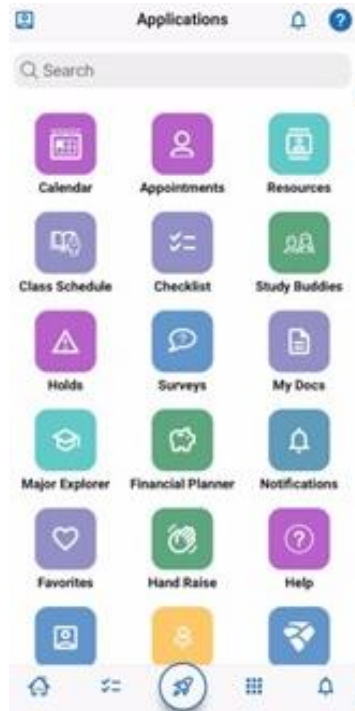 Applications
Search
Calendar Appointments Resources
Class Schedule Checklist Study Buddies
Holds Surveys My Docs
Major Explorer Financial Planner Notifications
Favorites Hand Raise Help